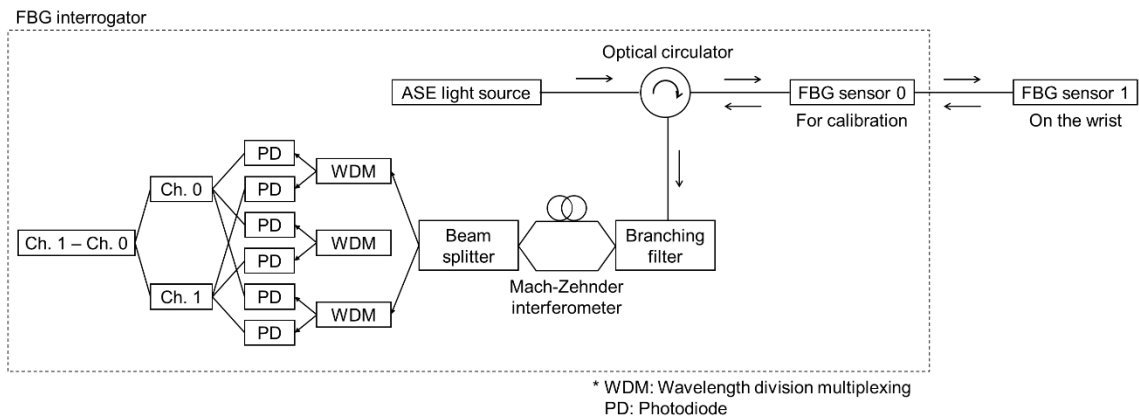 FBG interrogator
Optical circulator
ASE light source
FBG sensor 0
FBG sensor 1
For calibration
On the wrist
PD
WDM
Ch. 0
PD
PD
Ch. 1 – Ch. 0
WDM
Beam
splitter
Branching
filter
PD
Mach-Zehnder
interferometer
Ch. 1
PD
WDM
PD
* WDM: Wavelength division multiplexing
PD: Photodiode